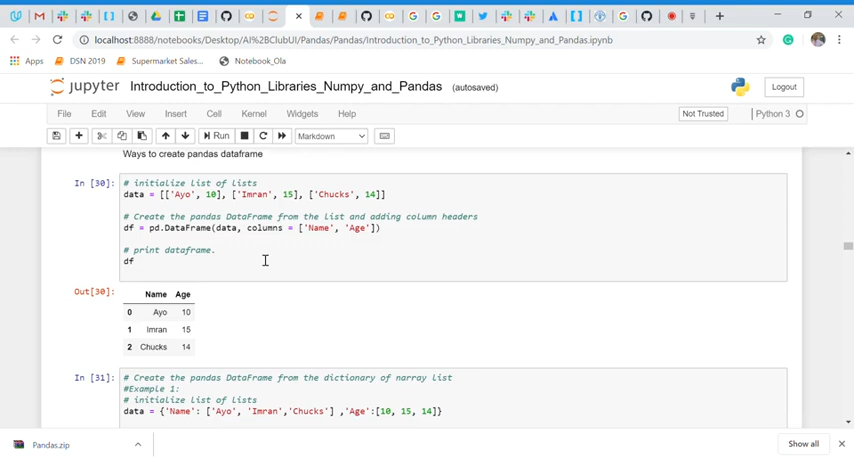 localhost:8888/notebooks/Desktop/AI%2BClubUI/Pandas/Pandas/Introduction_to_Python_Libraries_Numpy_and_Pandas.ipynb
Apps DSN 2019 Supermarket Sales... Notebook_Ola
jupyter Introduction_to_Python_Libraries_Numpy_and_Pandas (autosaved) Logout
File Edit View Insert Cell Kernel Widgets Help Not Trusted Python 3
Run Markdown
Ways to create pandas dataframe
In [30]: # initialize list of lists
data = [['Ayo', 10], ['Imran', 15], ['Chucks', 14]]
# Create the pandas DataFrame from the list and adding column headers
df = pd.DataFrame(data, columns = ['Name', 'Age'])
# print dataframe.
df
Out[30]: Name Age
0 Ayo 10
1 Imran 15
2 Chucks 14
In [31]: # Create the pandas DataFrame from the dictionary of narray list
#Example 1:
# initialize list of lists
data = {'Name': ['Ayo', 'Imran','Chucks'] ,'Age':[10, 15, 14]}
Pandas.zip Show all